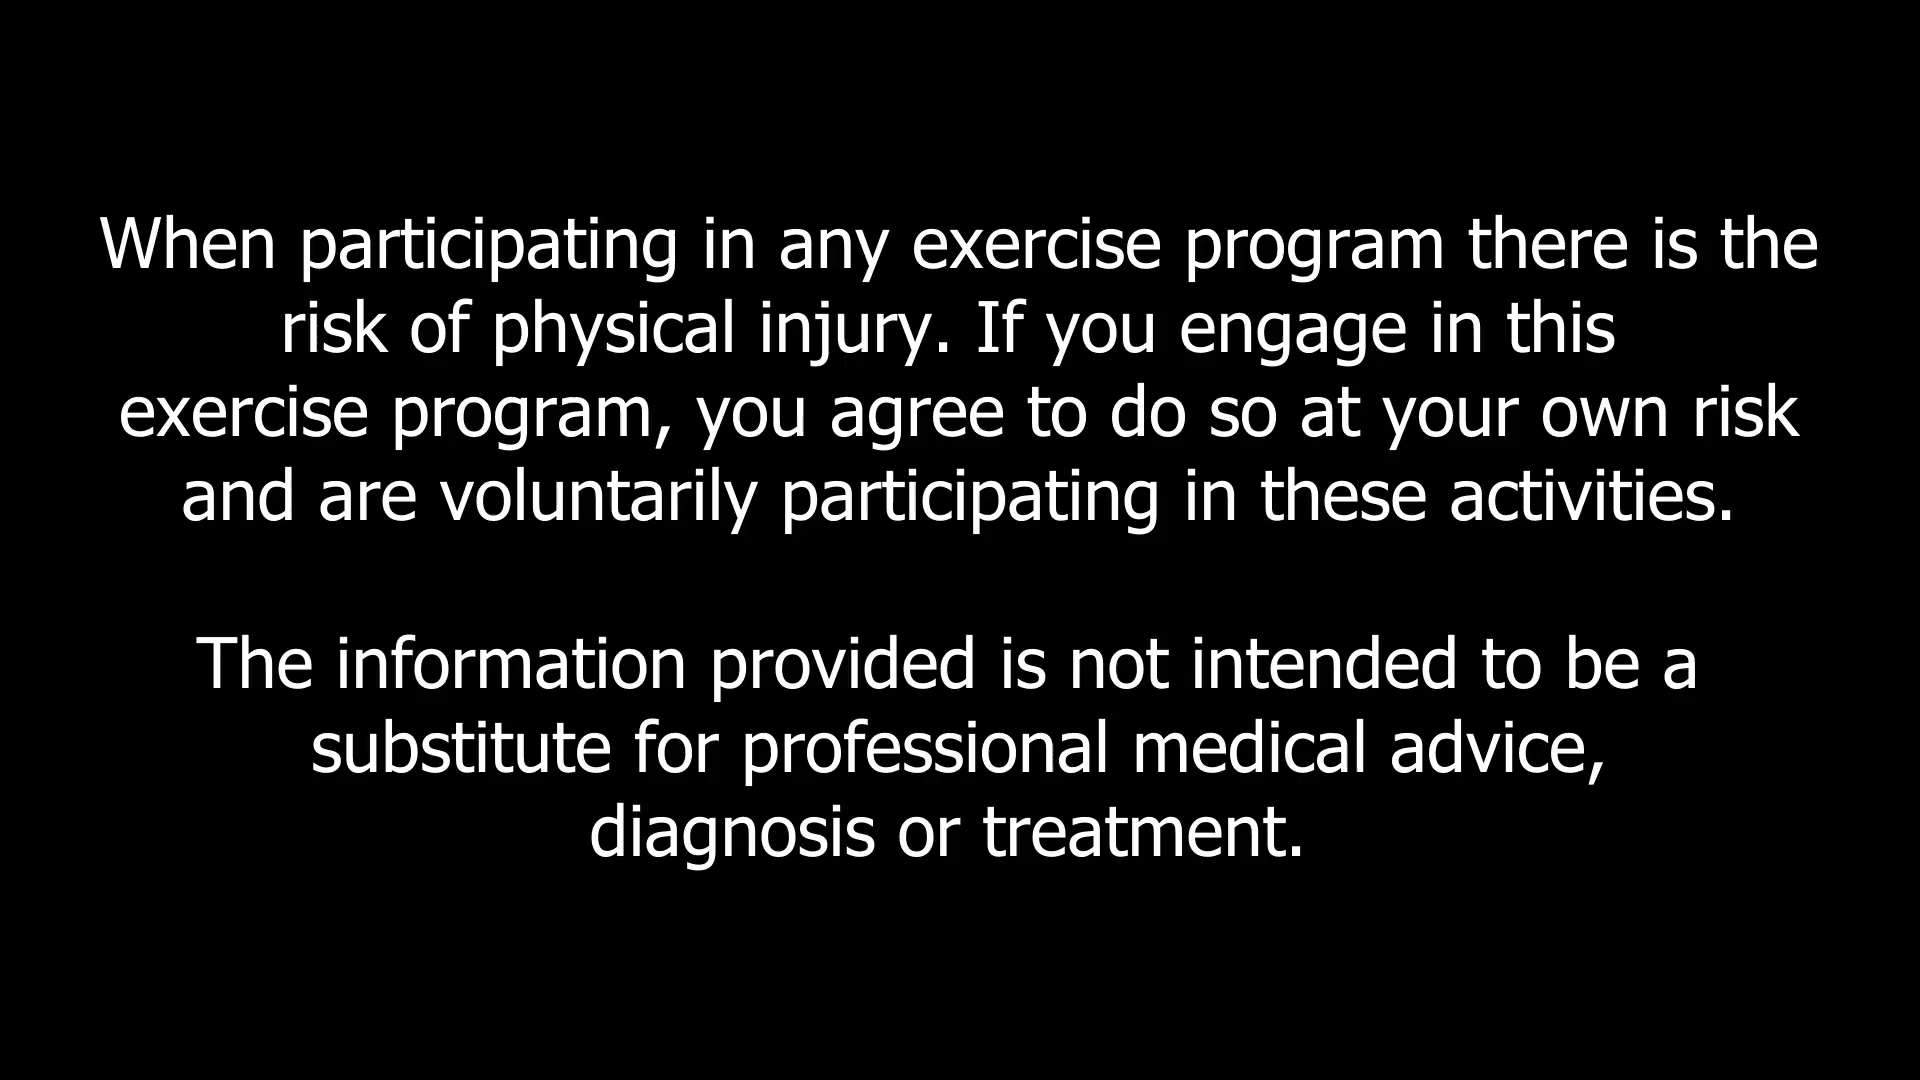 When participating in any exercise program there is the
risk of physical injury. If you engage in this
exercise program, you agree to do so at your own risk
and are voluntarily participating in these activities.
The information provided is not intended to be a
substitute for professional medical advice,
diagnosis or treatment.